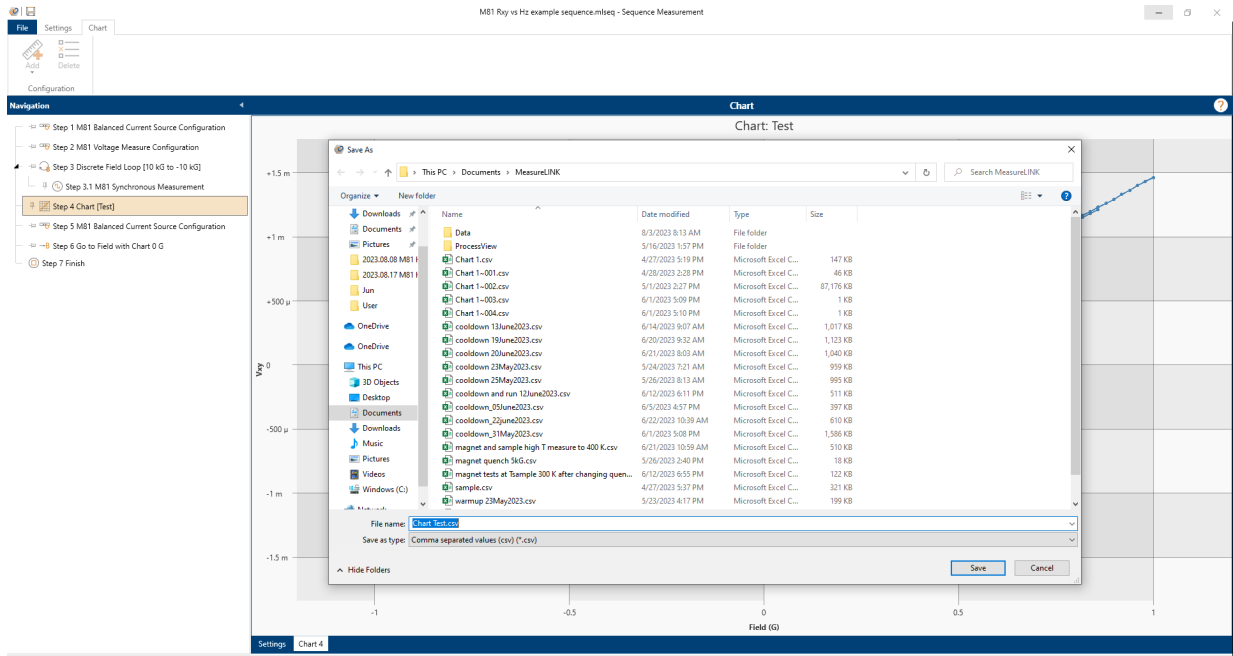 M81 Rxy vs Hz example sequence.mlseq - Sequence Measurement
File Settings Chart
Add Delete
Configuration
Navigation
Chart
Step 1 M81 Balanced Current Source Configuration
Step 2 M81 Voltage Measure Configuration
Step 3 Discrete Field Loop [10 kG to -10 kG]
Step 3.1 M81 Synchronous Measurement
Step 4 Chart [Test]
Step 5 M81 Balanced Current Source Configuration
Step 6 Go to Field with Chart 0 G
Step 7 Finish
Chart: Test
+1.5 m
+1 m
+500 µ
0
-500 µ
-1 m
-1.5 m
Vxy
-1 -0.5 0 0.5 1
Field (G)
Save As
This PC > Documents > MeasureLINK
Search MeasureLINK
Organize New folder
Downloads
Documents
Pictures
2023.08.08 M81
2023.08.17 M81
Jun
User
OneDrive
OneDrive
This PC
3D Objects
Desktop
Documents
Downloads
Music
Pictures
Videos
Windows (C:)
Name Date modified Type Size
Data 8/3/2023 8:13 AM File folder
ProcessView 5/16/2023 1:57 PM File folder
Chart 1.csv 4/27/2023 5:19 PM Microsoft Excel C... 147 KB
Chart 1~001.csv 4/28/2023 2:28 PM Microsoft Excel C... 46 KB
Chart 1~002.csv 5/1/2023 2:27 PM Microsoft Excel C... 87,176 KB
Chart 1~003.csv 6/1/2023 5:09 PM Microsoft Excel C... 1 KB
Chart 1~004.csv 6/1/2023 5:10 PM Microsoft Excel C... 1 KB
cooldown 13June2023.csv 6/14/2023 9:07 AM Microsoft Excel C... 1,017 KB
cooldown 19June2023.csv 6/20/2023 9:32 AM Microsoft Excel C... 1,123 KB
cooldown 20June2023.csv 6/21/2023 8:03 AM Microsoft Excel C... 1,040 KB
cooldown 23May2023.csv 5/24/2023 7:21 AM Microsoft Excel C... 959 KB
cooldown 25May2023.csv 5/26/2023 8:13 AM Microsoft Excel C... 995 KB
cooldown and run 12June2023.csv 6/12/2023 6:11 PM Microsoft Excel C... 511 KB
cooldown_05June2023.csv 6/5/2023 4:57 PM Microsoft Excel C... 397 KB
cooldown_22june2023.csv 6/22/2023 10:39 AM Microsoft Excel C... 610 KB
cooldown_31May2023.csv 6/1/2023 5:08 PM Microsoft Excel C... 1,586 KB
magnet and sample high T measure to 400 K.csv 6/21/2023 10:59 AM Microsoft Excel C... 510 KB
magnet quench 5kG.csv 5/26/2023 2:40 PM Microsoft Excel C... 18 KB
magnet tests at Tsample 300 K after changing quen... 6/12/2023 6:55 PM Microsoft Excel C... 122 KB
sample.csv 4/27/2023 5:37 PM Microsoft Excel C... 321 KB
warmup 23May2023.csv 5/23/2023 4:17 PM Microsoft Excel C... 199 KB
File name: Chart Test.csv
Save as type: Comma separated values (csv) (*.csv)
Hide Folders
Save Cancel
Settings Chart 4